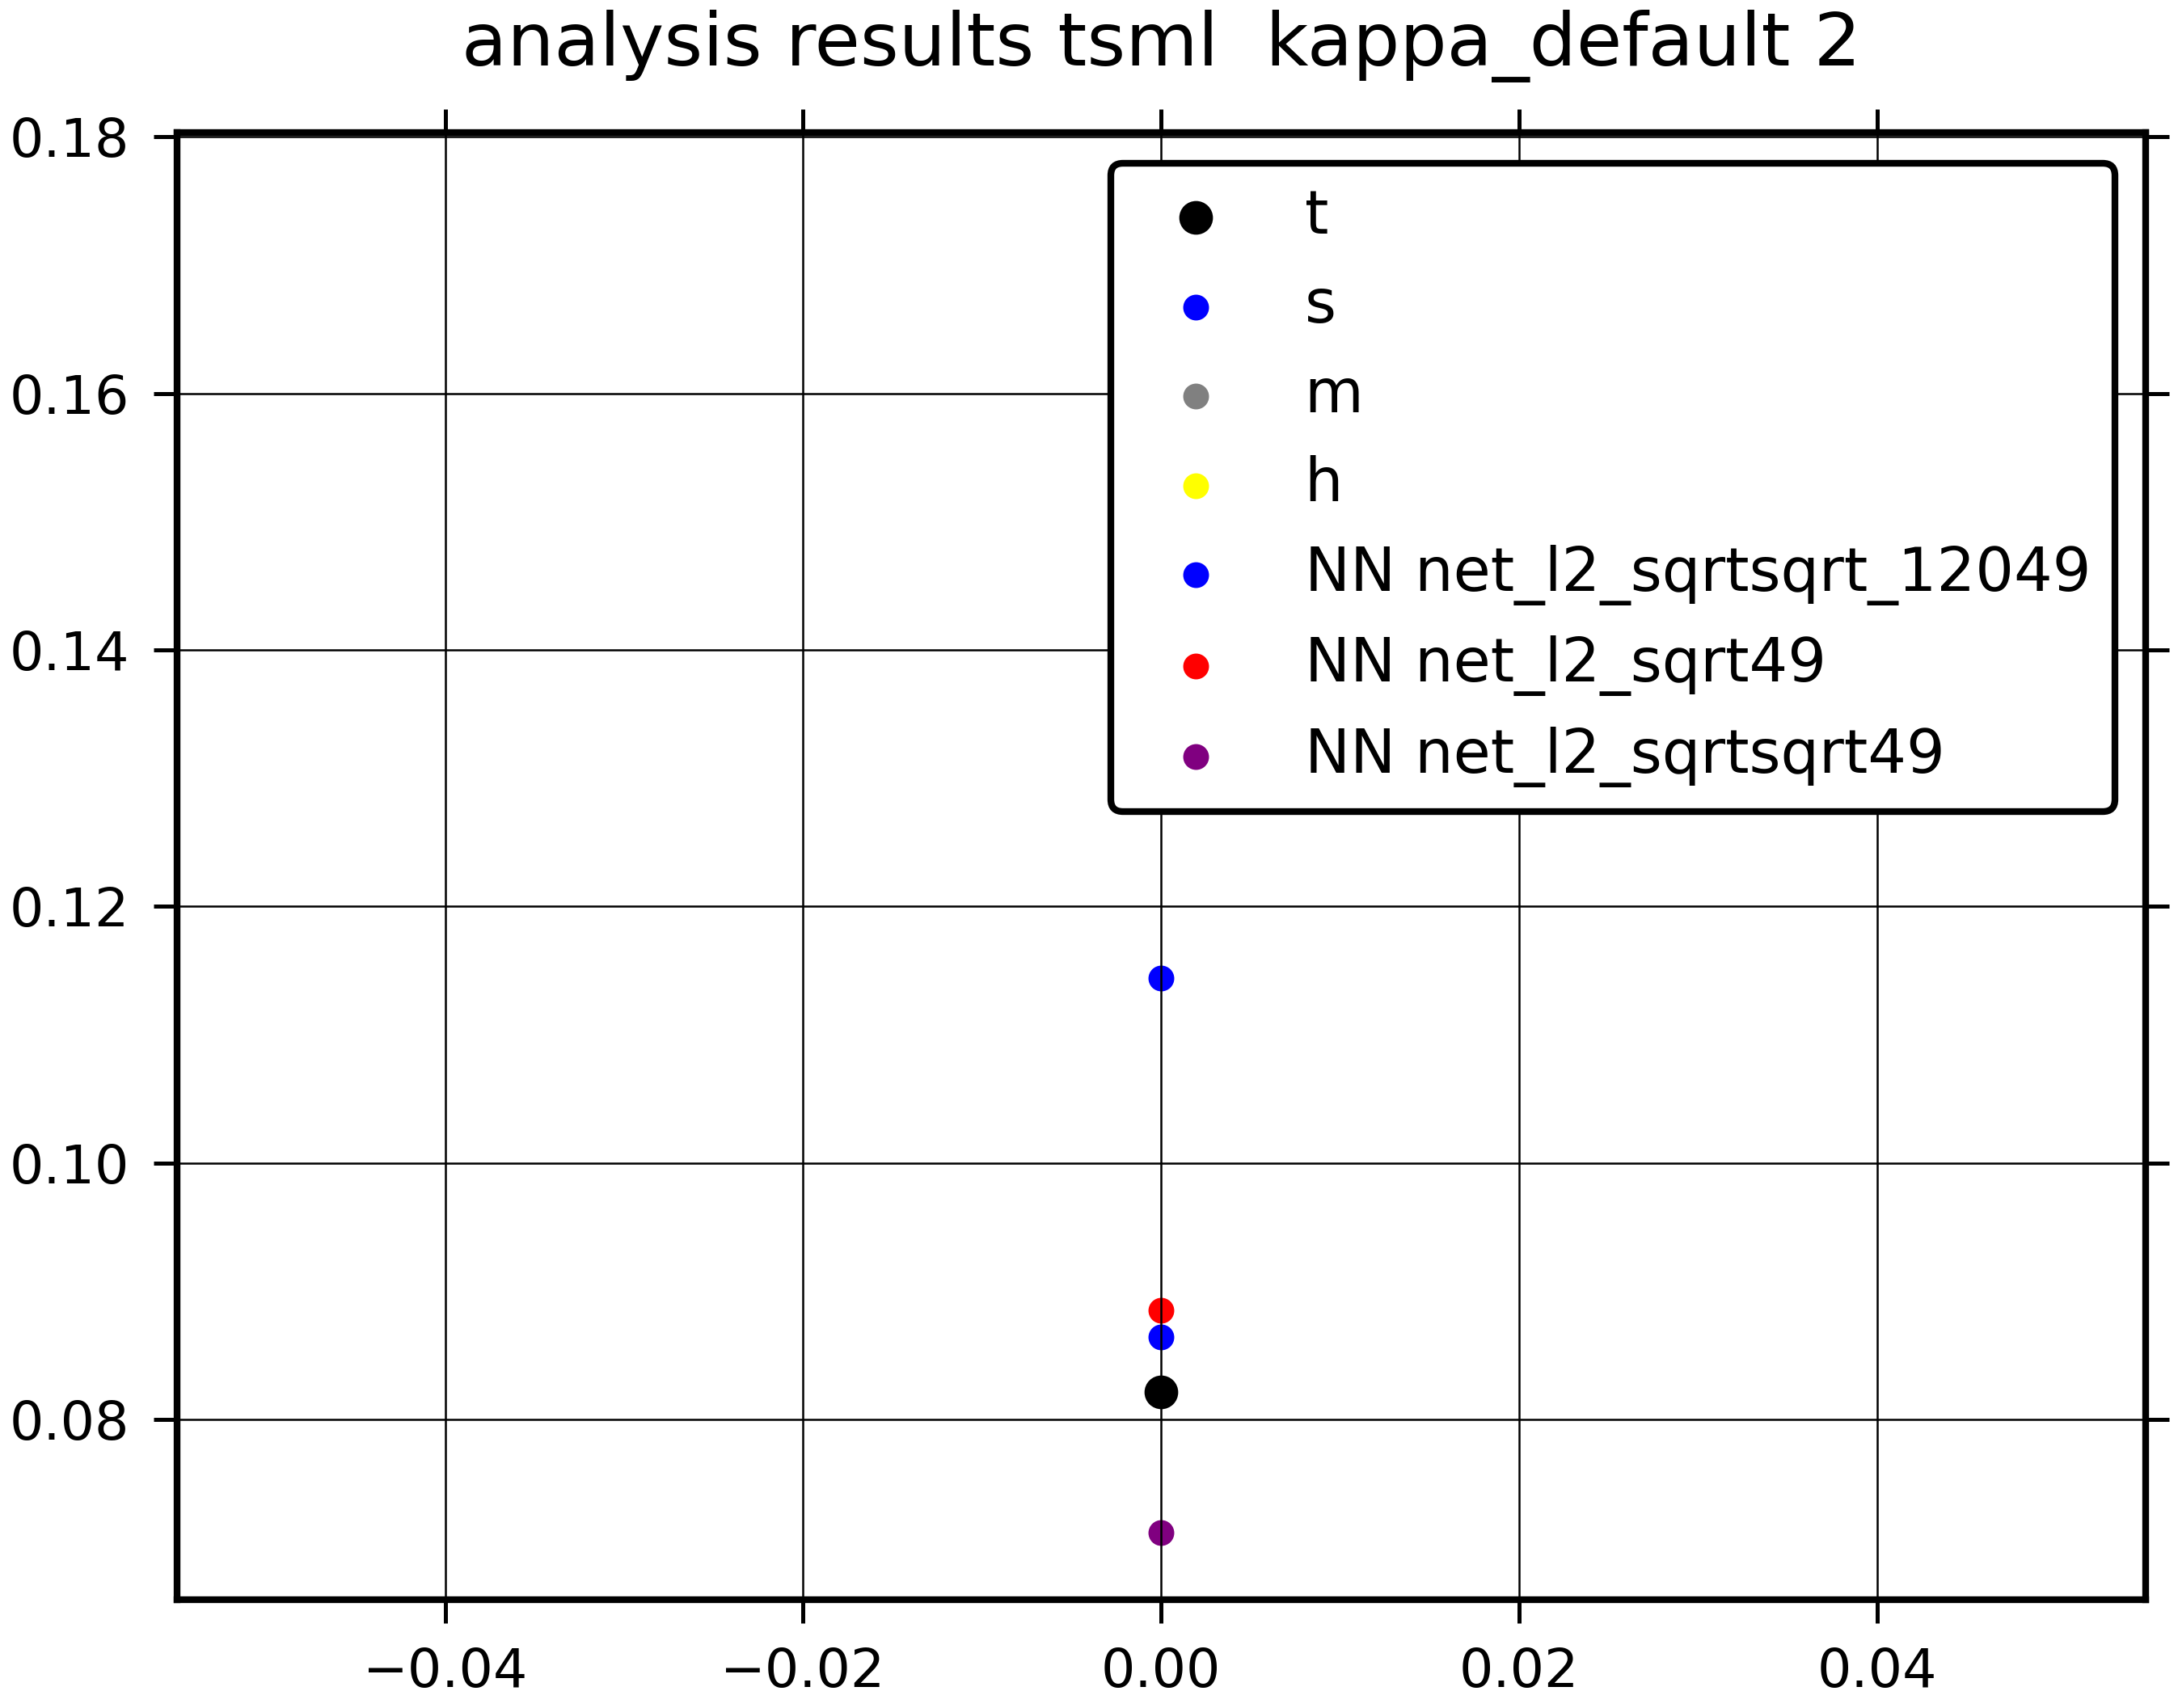 analysis results tsml  kappa_default 2
0.18
0.16
0.14
0.12
0.10
0.08
t
s
m
h
NN net_l2_sqrtsqrt_12049
NN net_l2_sqrt49
NN net_l2_sqrtsqrt49
−0.04
−0.02
0.00
0.02
0.04